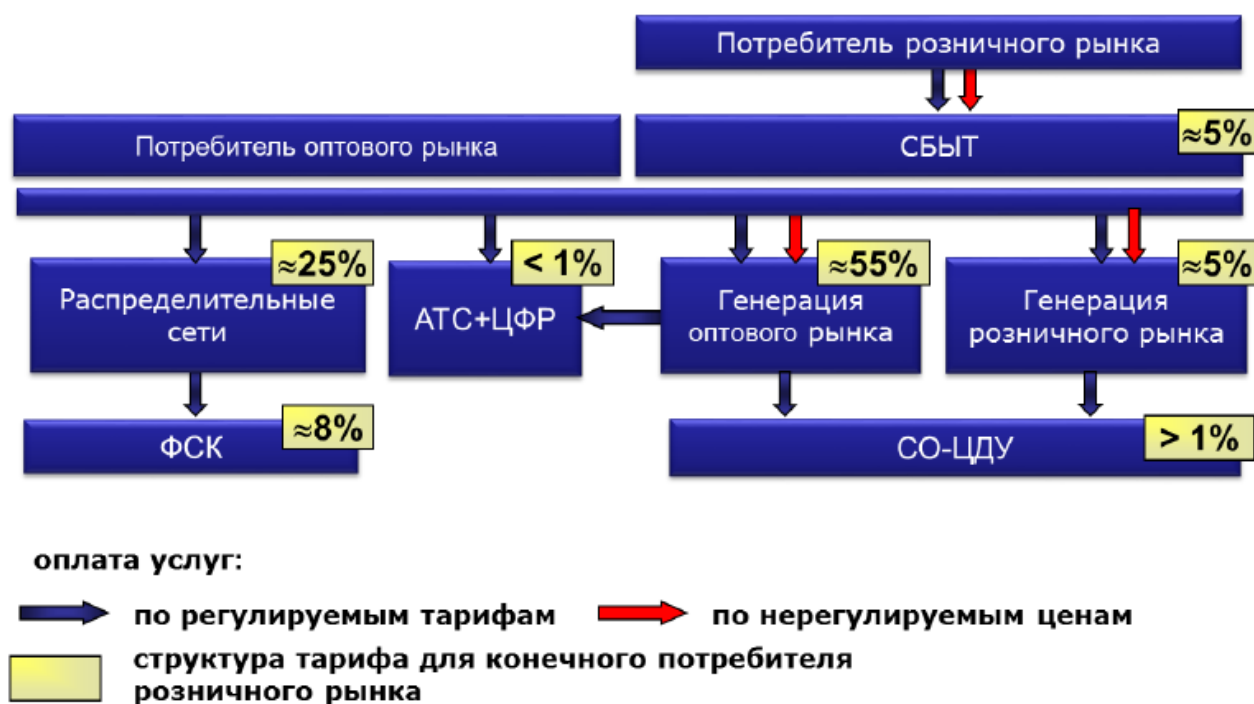 Потребитель розничного рынка
Потребитель оптового рынка
СБЫТ
≈5%
≈25%
Распределительные
сети
< 1%
АТС+ЦФР
≈55%
Генерация
оптового рынка
≈5%
Генерация
розничного рынка
≈8%
ФСК
> 1%
СО-ЦДУ
оплата услуг:
по регулируемым тарифам
по нерегулируемым ценам
структура тарифа для конечного потребителя
розничного рынка